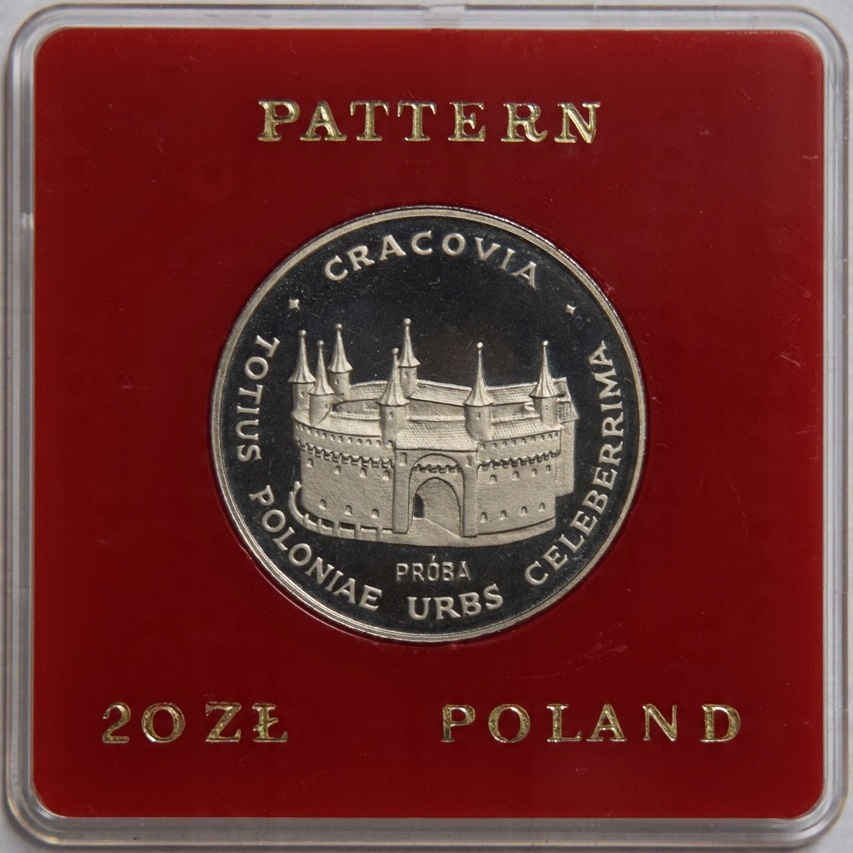 PATTERN
CRACOVIA
TOTIUS POLONIAE URBS CELEBERRIMA
PRÓBA
20 ZŁ POLAND